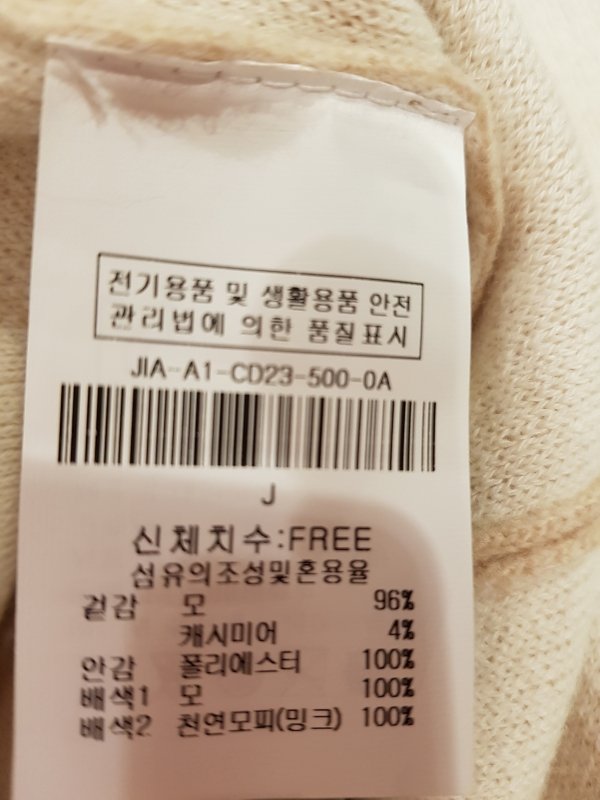 전기용품 및 생활용품 안전
관리법에 의한 품질표시
JIA-A1-CD23-500-0A
J
신체치수:FREE
섬유의조성및혼용율
겉감 모 96%
캐시미어 4%
안감 폴리에스터 100%
배색1 모 100%
배색2 천연모피(밍크) 100%